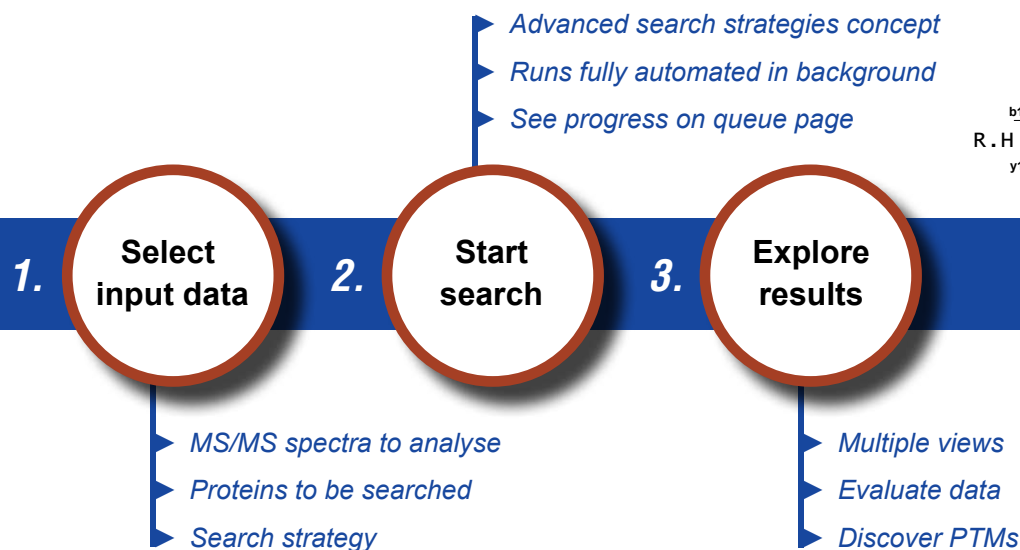 Advanced search strategies concept
Runs fully automated in background
See progress on queue page
b1
R.H
y1
1.
Select
input data
2.
Start
search
3.
Explore
results
MS/MS spectra to analyse
Proteins to be searched
Search strategy
Multiple views
Evaluate data
Discover PTMs